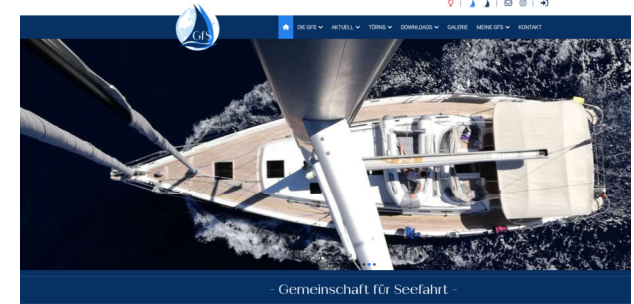 GfS
DIE GFS AKTUELL TÖRNS DOWNLOADS GALERIE MEINE GFS KONTAKT
- Gemeinschaft für Seefahrt -